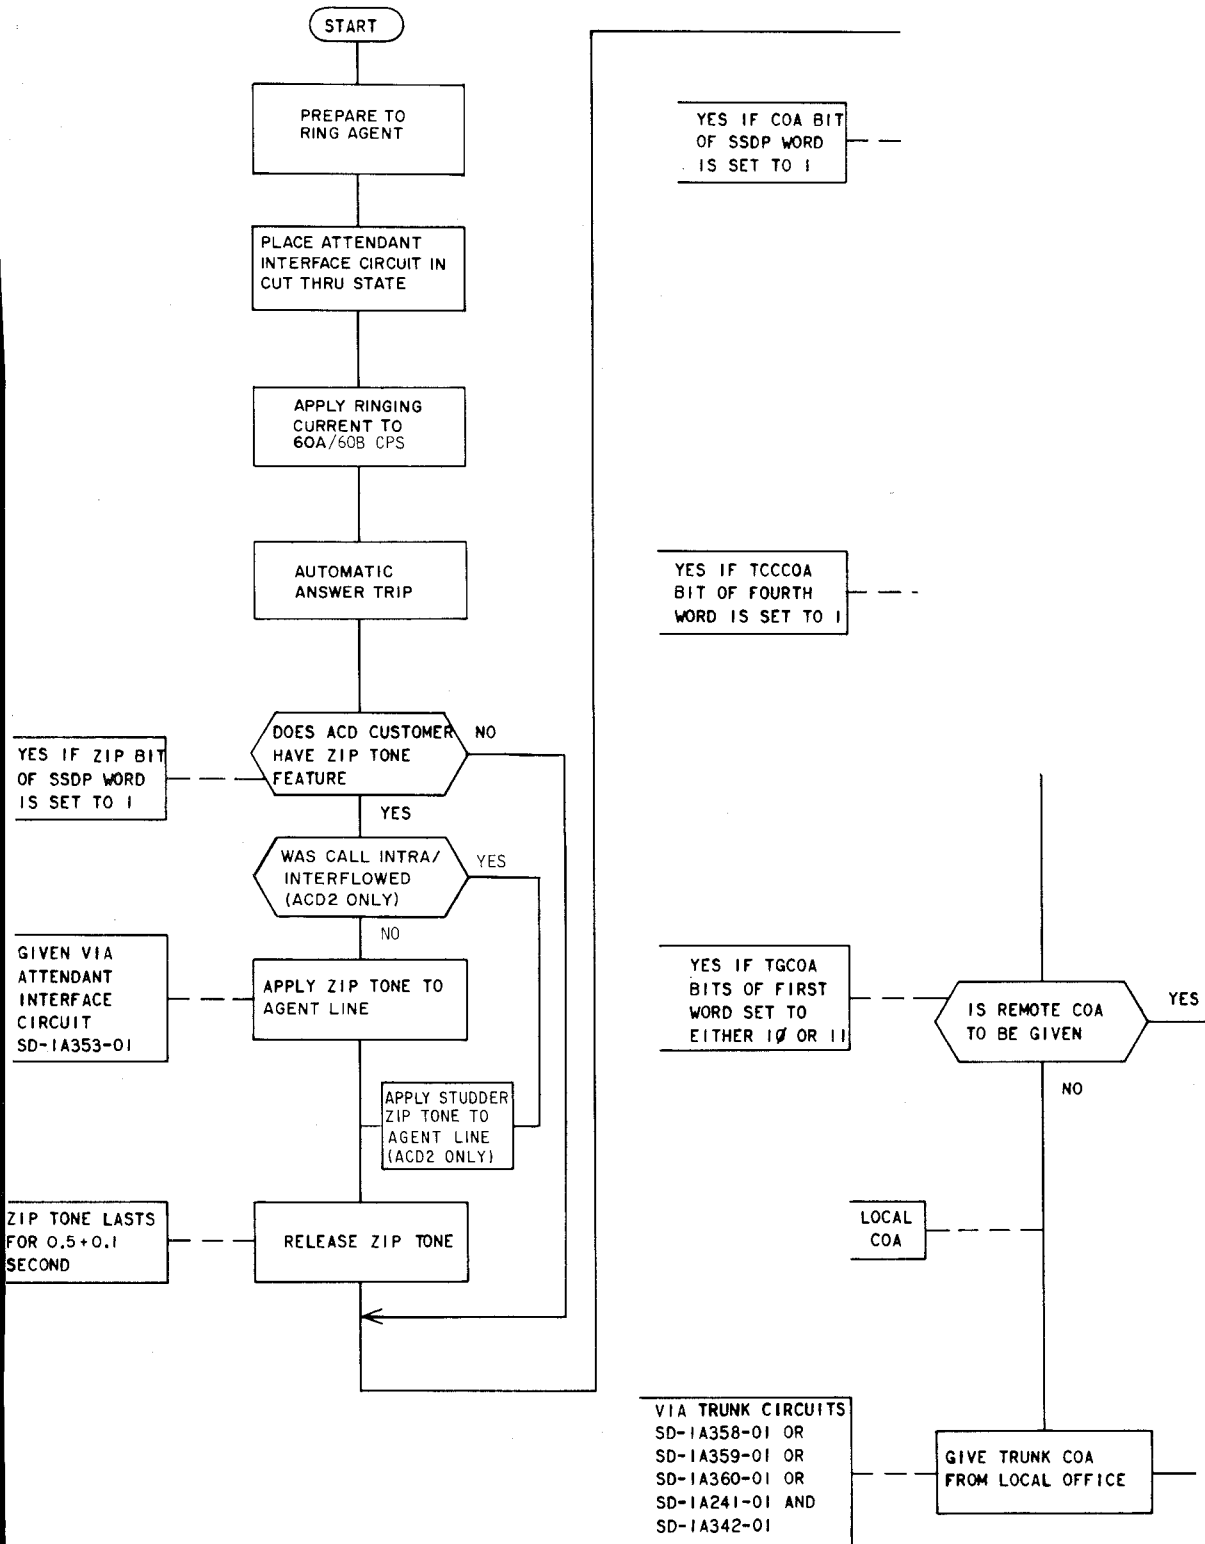 START
PREPARE TO
RING AGENT
PLACE ATTENDANT
INTERFACE CIRCUIT IN
CUT THRU STATE
APPLY RINGING
CURRENT TO
60A/60B CPS
AUTOMATIC
ANSWER TRIP
DOES ACD CUSTOMER
HAVE ZIP TONE
FEATURE
NO
YES IF ZIP BIT
OF SSDP WORD
IS SET TO 1
YES
WAS CALL INTRA/
INTERFLOWED
(ACD2 ONLY)
YES
NO
GIVEN VIA
ATTENDANT
INTERFACE
CIRCUIT
SD-1A353-01
APPLY ZIP TONE TO
AGENT LINE
APPLY STUDDER
ZIP TONE TO
AGENT LINE
(ACD2 ONLY)
ZIP TONE LASTS
FOR 0.5+0.1
SECOND
RELEASE ZIP TONE
YES IF COA BIT
OF SSDP WORD
IS SET TO 1
YES IF TCCCOA
BIT OF FOURTH
WORD IS SET TO 1
YES IF TGCOA
BITS OF FIRST
WORD SET TO
EITHER 1Ø OR 11
IS REMOTE COA
TO BE GIVEN
YES
NO
LOCAL
COA
VIA TRUNK CIRCUITS
SD-1A358-01 OR
SD-1A359-01 OR
SD-1A360-01 OR
SD-1A241-01 AND
SD-1A342-01
GIVE TRUNK COA
FROM LOCAL OFFICE